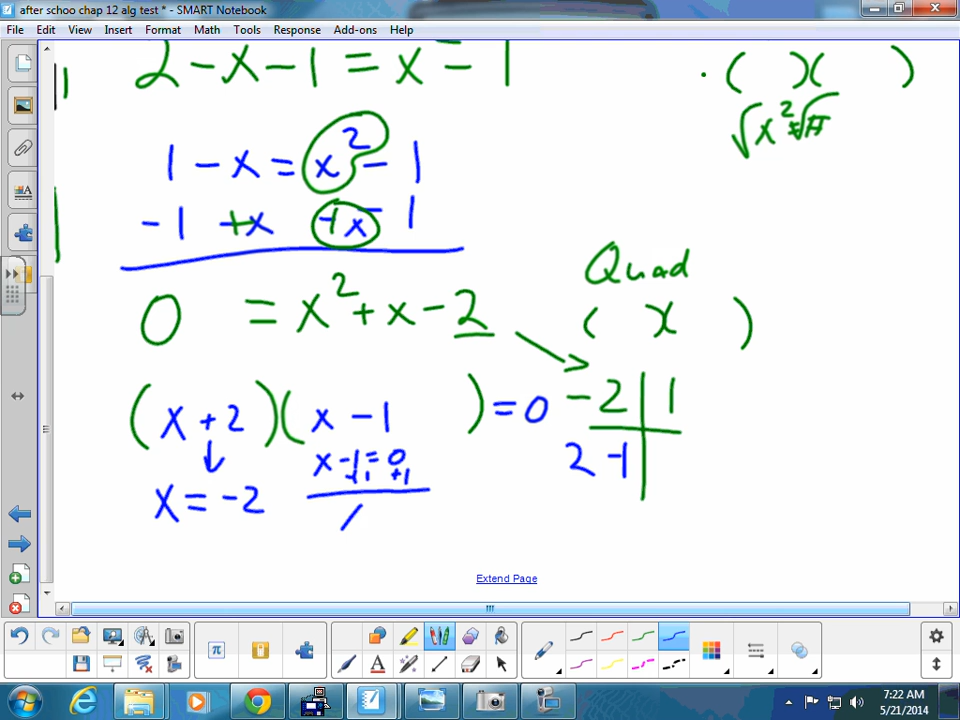 after schoo chap 12 alg test * - SMART Notebook
File Edit View Insert Format Math Tools Response Add-ons Help
2 - x - 1 = x - 1
( )( )
√x²
1 - x = x² - 1
-1 +x +x - 1
Quad
0 = x² + x - 2
( x )
(x + 2)(x - 1) = 0
-2 | 1
2 -1
x - 1 = 0
+1 +1
x = -2
Extend Page
7:22 AM
5/21/2014